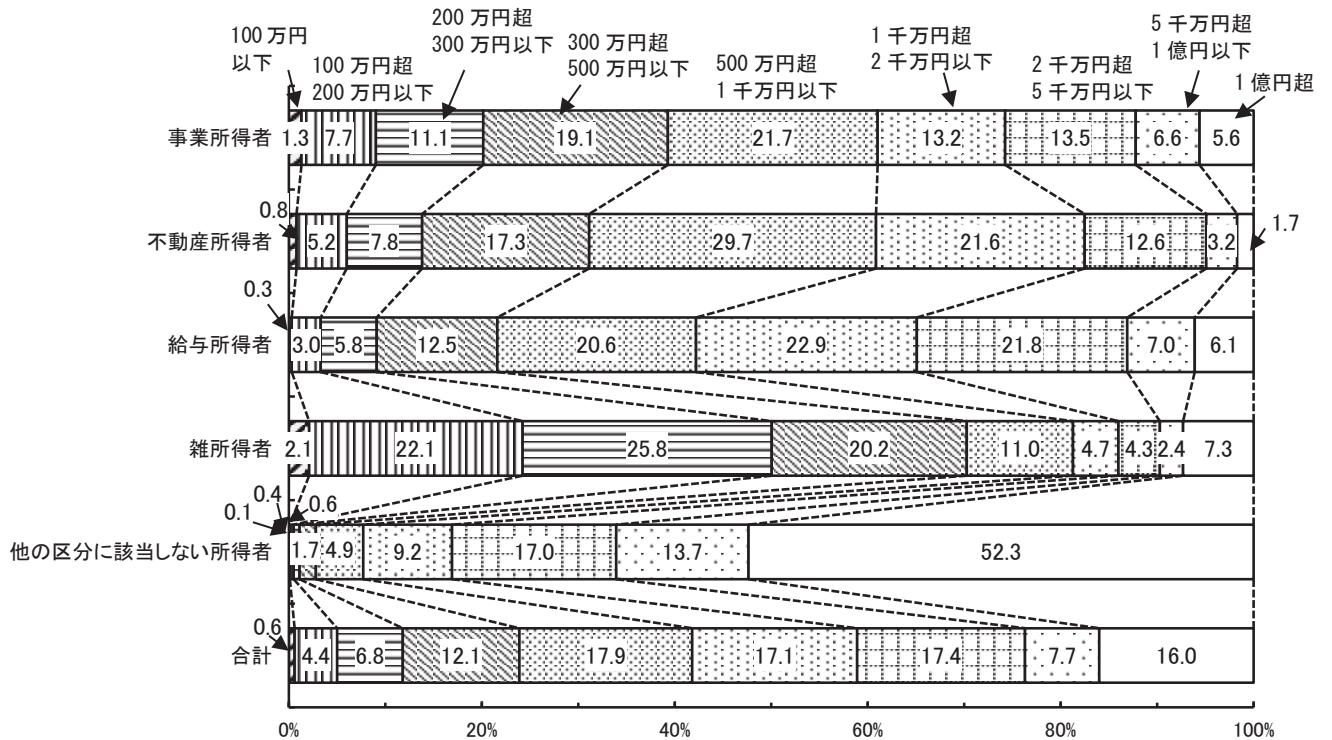 100 万円
以下
100 万円超
200 万円以下
200 万円超
300 万円以下
300 万円超
500 万円以下
500 万円超
1 千万円以下
1 千万円超
2 千万円以下
2 千万円超
5 千万円以下
5 千万円超
1 億円以下
1 億円超
事業所得者 1.3 7.7 11.1 19.1 21.7 13.2 13.5 6.6 5.6
不動産所得者 0.8 5.2 7.8 17.3 29.7 21.6 12.6 3.2 1.7
給与所得者 0.3 3.0 5.8 12.5 20.6 22.9 21.8 7.0 6.1
雑所得者 2.1 22.1 25.8 20.2 11.0 4.7 4.3 2.4 7.3
他の区分に該当しない所得者 0.1 0.4 0.6 1.7 4.9 9.2 17.0 13.7 52.3
合計 0.6 4.4 6.8 12.1 17.9 17.1 17.4 7.7 16.0
0% 20% 40% 60% 80% 100%